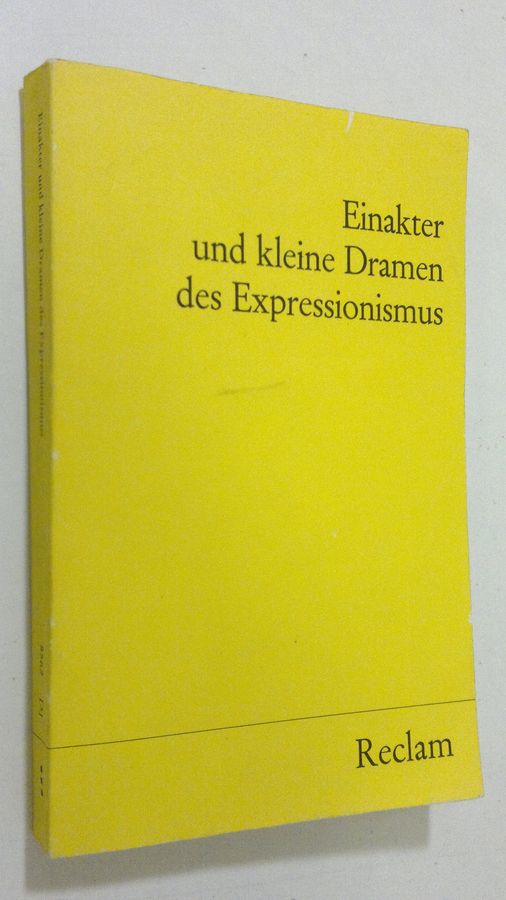 Einakter
und kleine Dramen
des Expressionismus
Reclam
Einakter und kleine Dramen des Expressionismus